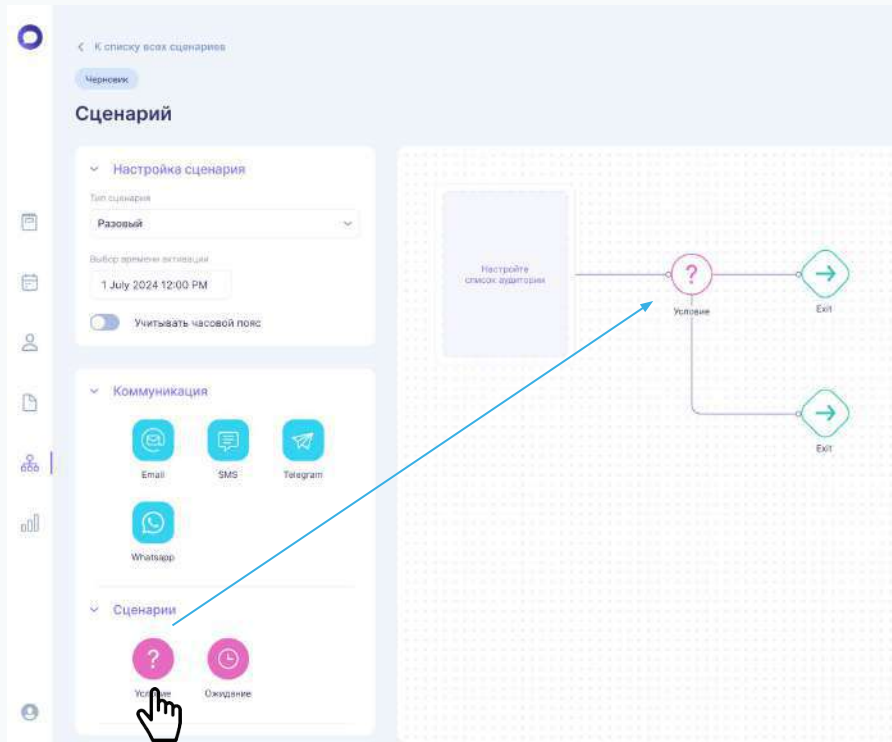 К списку всех сценариев
Черновик
Сценарий
Настройка сценария
Тип сценария
Разовый
Выбор времени активации
1 July 2024 12:00 PM
Учитывать часовой пояс
Коммуникация
Email
SMS
Telegram
Whatsapp
Сценарии
?
Условие
Ожидание
Настройте
список аудитории
?
Условие
Exit
Exit